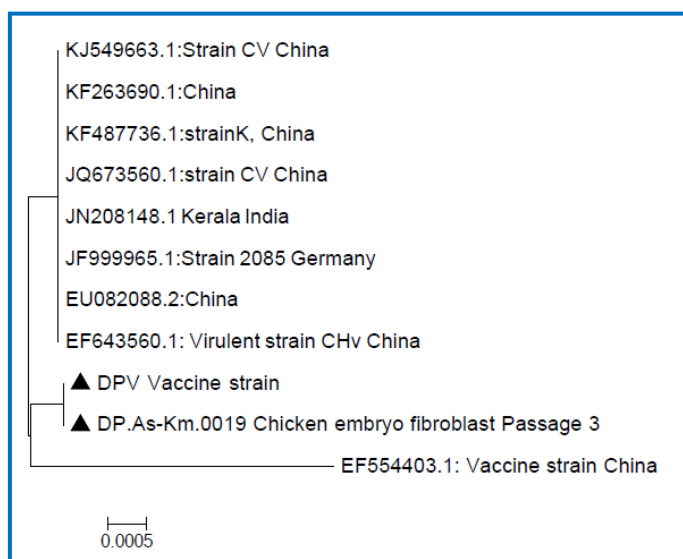 KJ549663.1:Strain CV China
KF263690.1:China
KF487736.1:strainK, China
JQ673560.1:strain CV China
JN208148.1 Kerala India
JF999965.1:Strain 2085 Germany
EU082088.2:China
EF643560.1: Virulent strain CHv China
DPV Vaccine strain
DP.As-Km.0019 Chicken embryo fibroblast Passage 3
EF554403.1: Vaccine strain China
0.0005